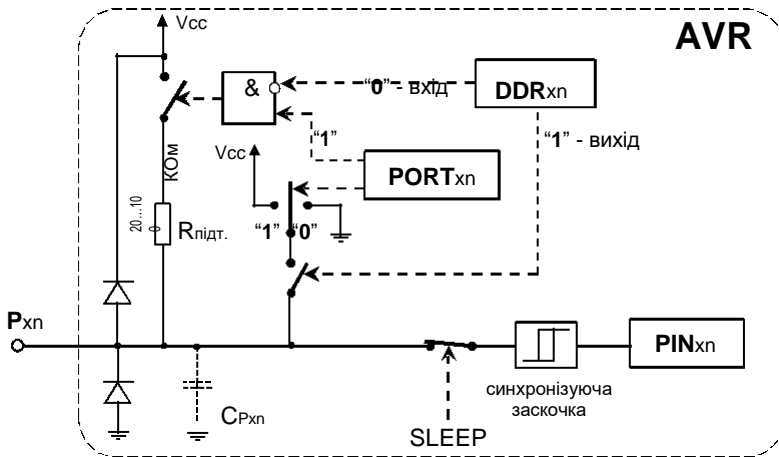 Vcc
AVR
&
“0” - вхід
DDRxn
“1”
“1” - вихід
Vcc
PORTxn
КОм
20...10
0
Rпідт.
“1” “0”
Pxn
PINxn
CPxn
синхронізуюча
заскочка
SLEEP